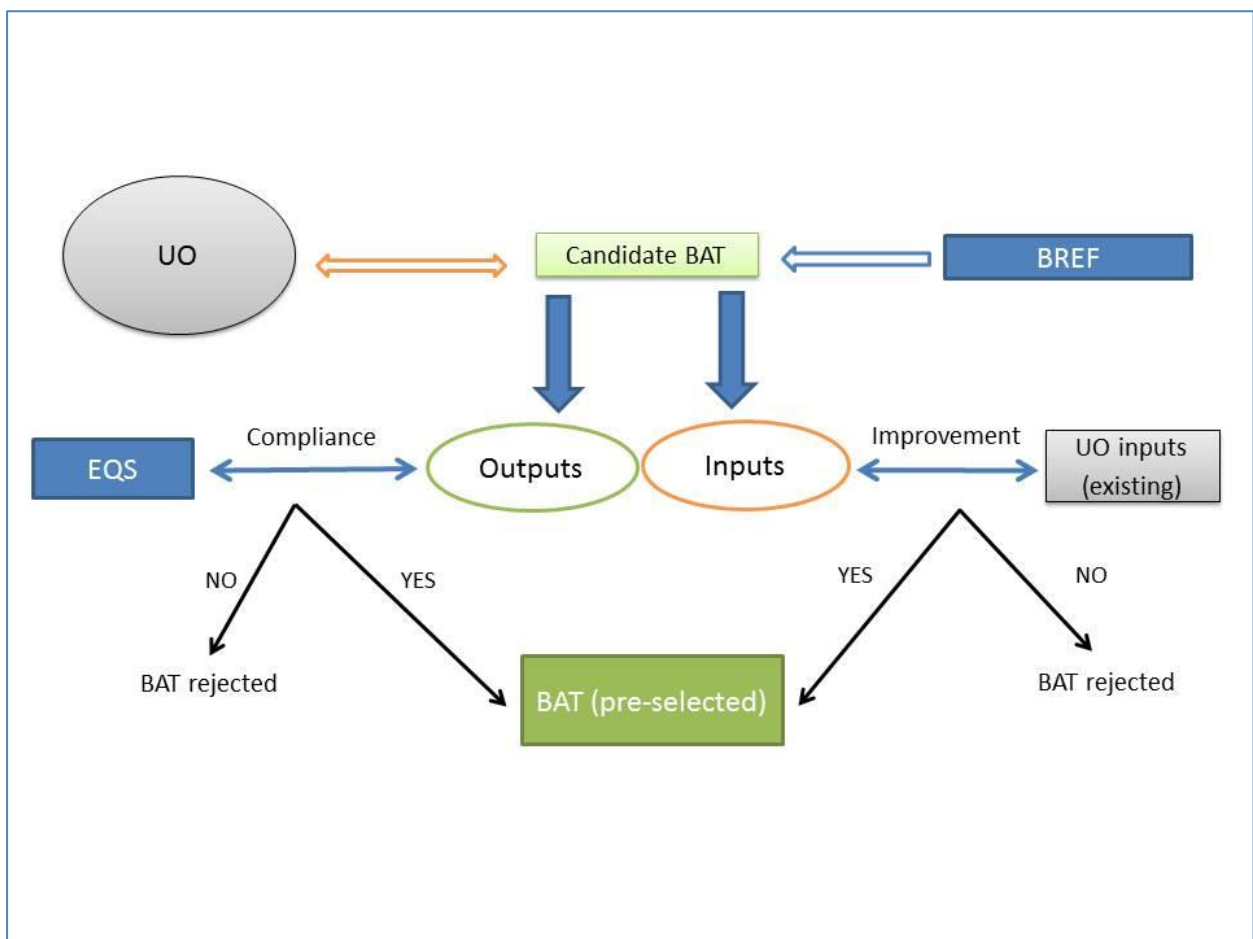 UO
Candidate BAT
BREF
Compliance
Improvement
EQS
Outputs
Inputs
UO inputs
(existing)
NO
YES
YES
NO
BAT rejected
BAT (pre-selected)
BAT rejected